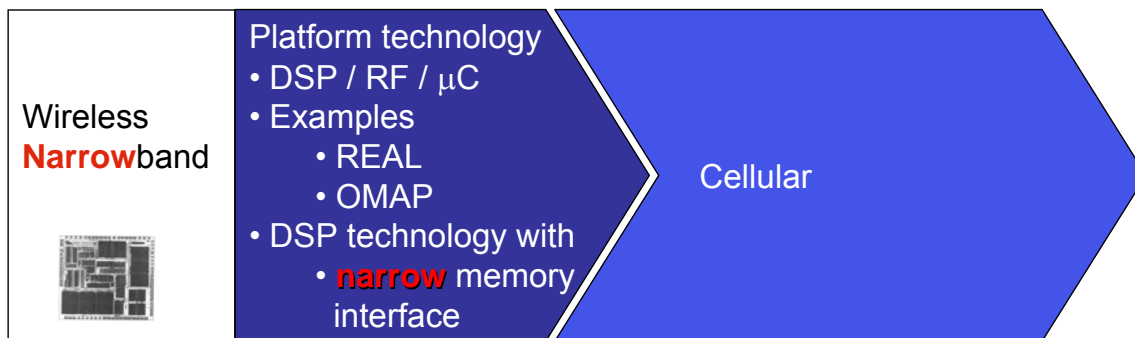 Wireless
Narrowband
Platform technology
• DSP / RF / μC
• Examples
• REAL
• OMAP
• DSP technology with
• narrow memory
interface
Cellular